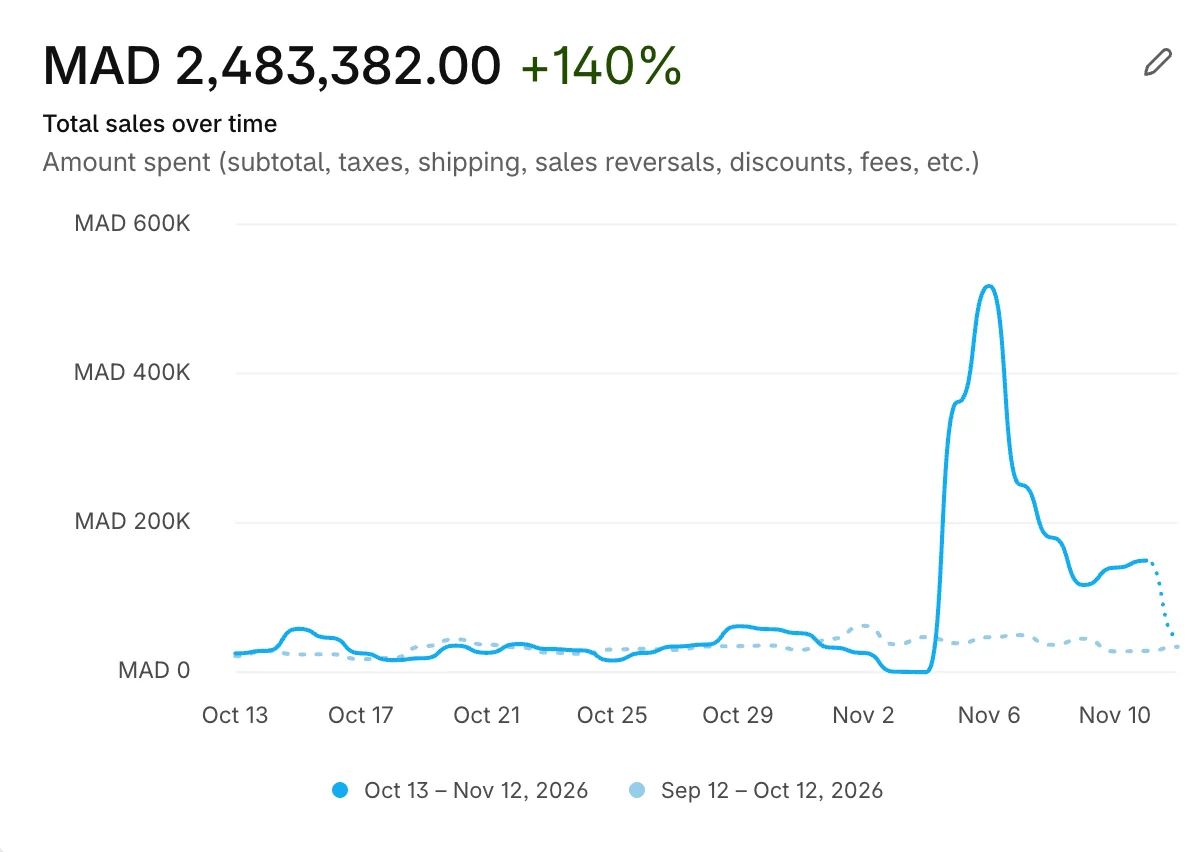 MAD 2,483,382.00 +140%
Total sales over time
Amount spent (subtotal, taxes, shipping, sales reversals, discounts, fees, etc.)
MAD 600K
MAD 400K
MAD 200K
MAD 0
Oct 13 Oct 17 Oct 21 Oct 25 Oct 29 Nov 2 Nov 6 Nov 10
Oct 13 – Nov 12, 2026 Sep 12 – Oct 12, 2026